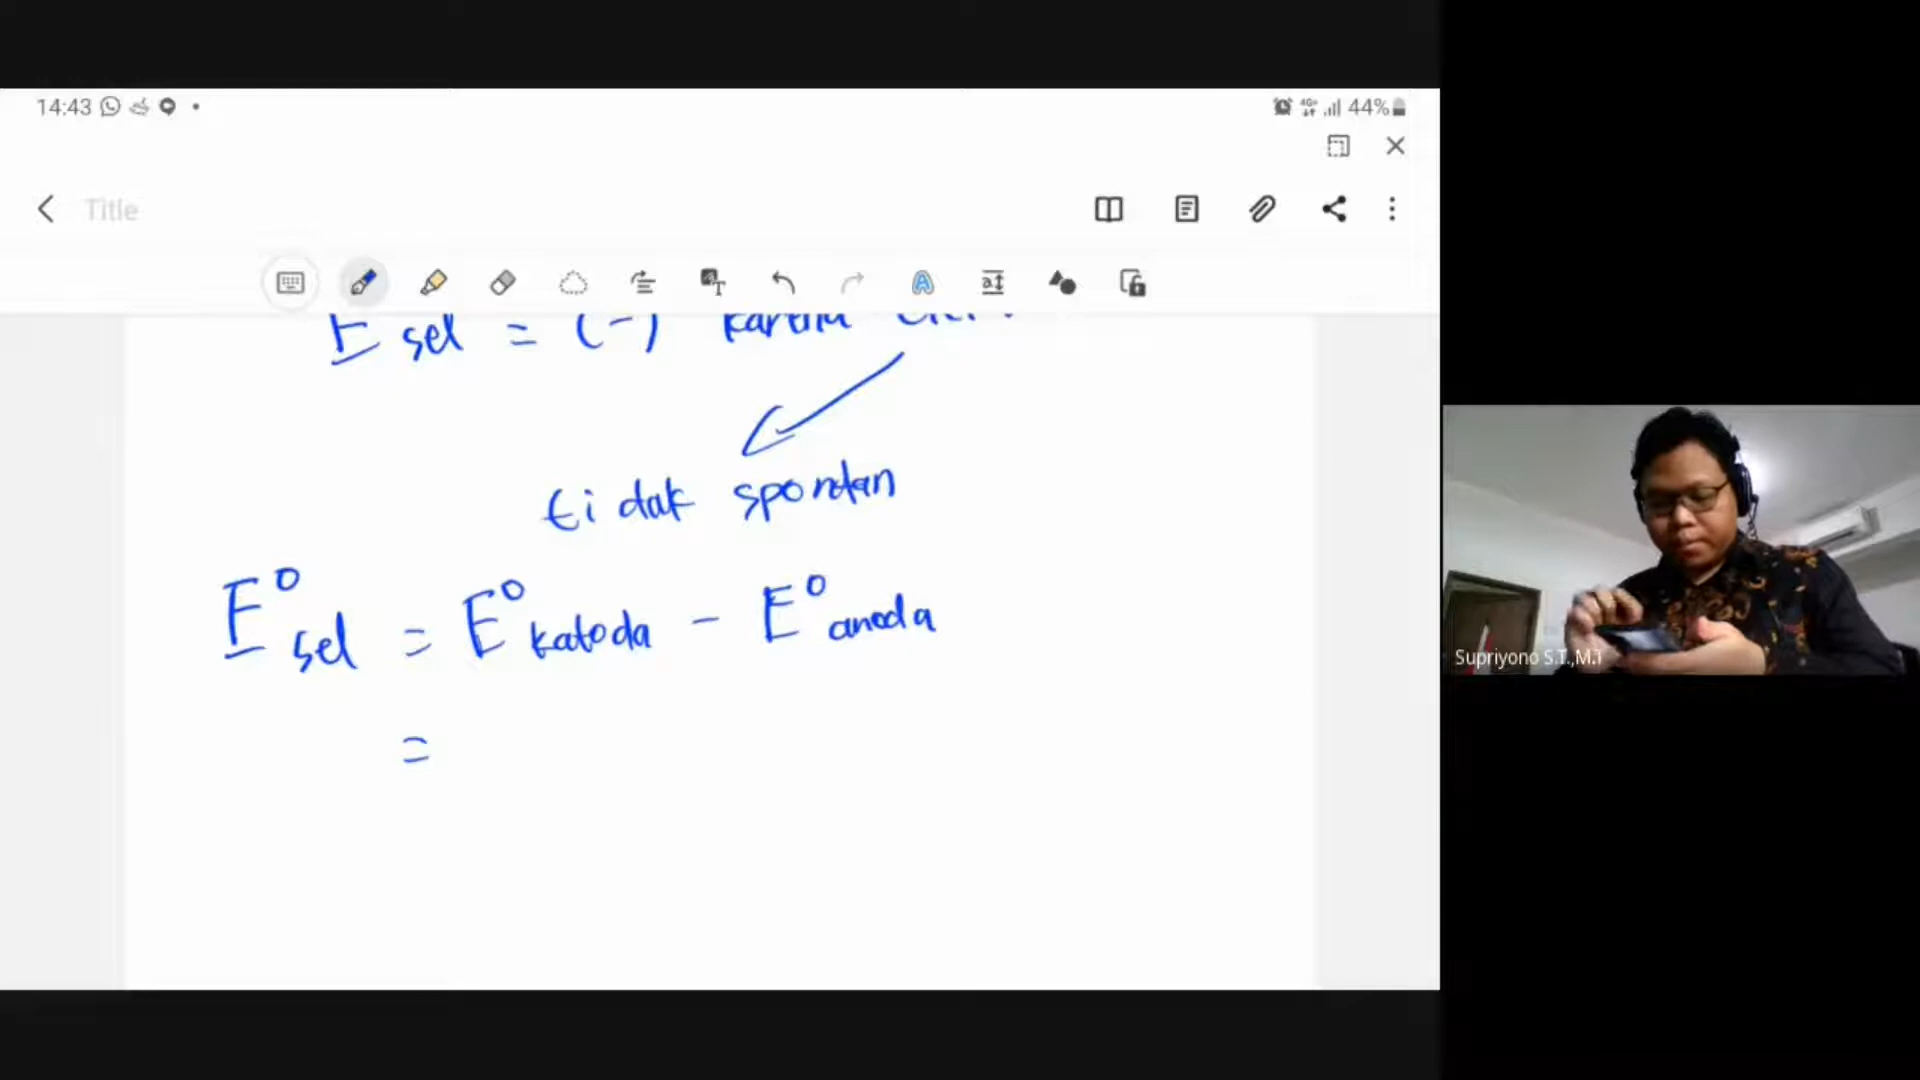 14:43
44%
Title
E sel = (-) karena
tidak spontan
E° sel = E° katoda - E° anoda
=
Supriyono S.T.,M.T